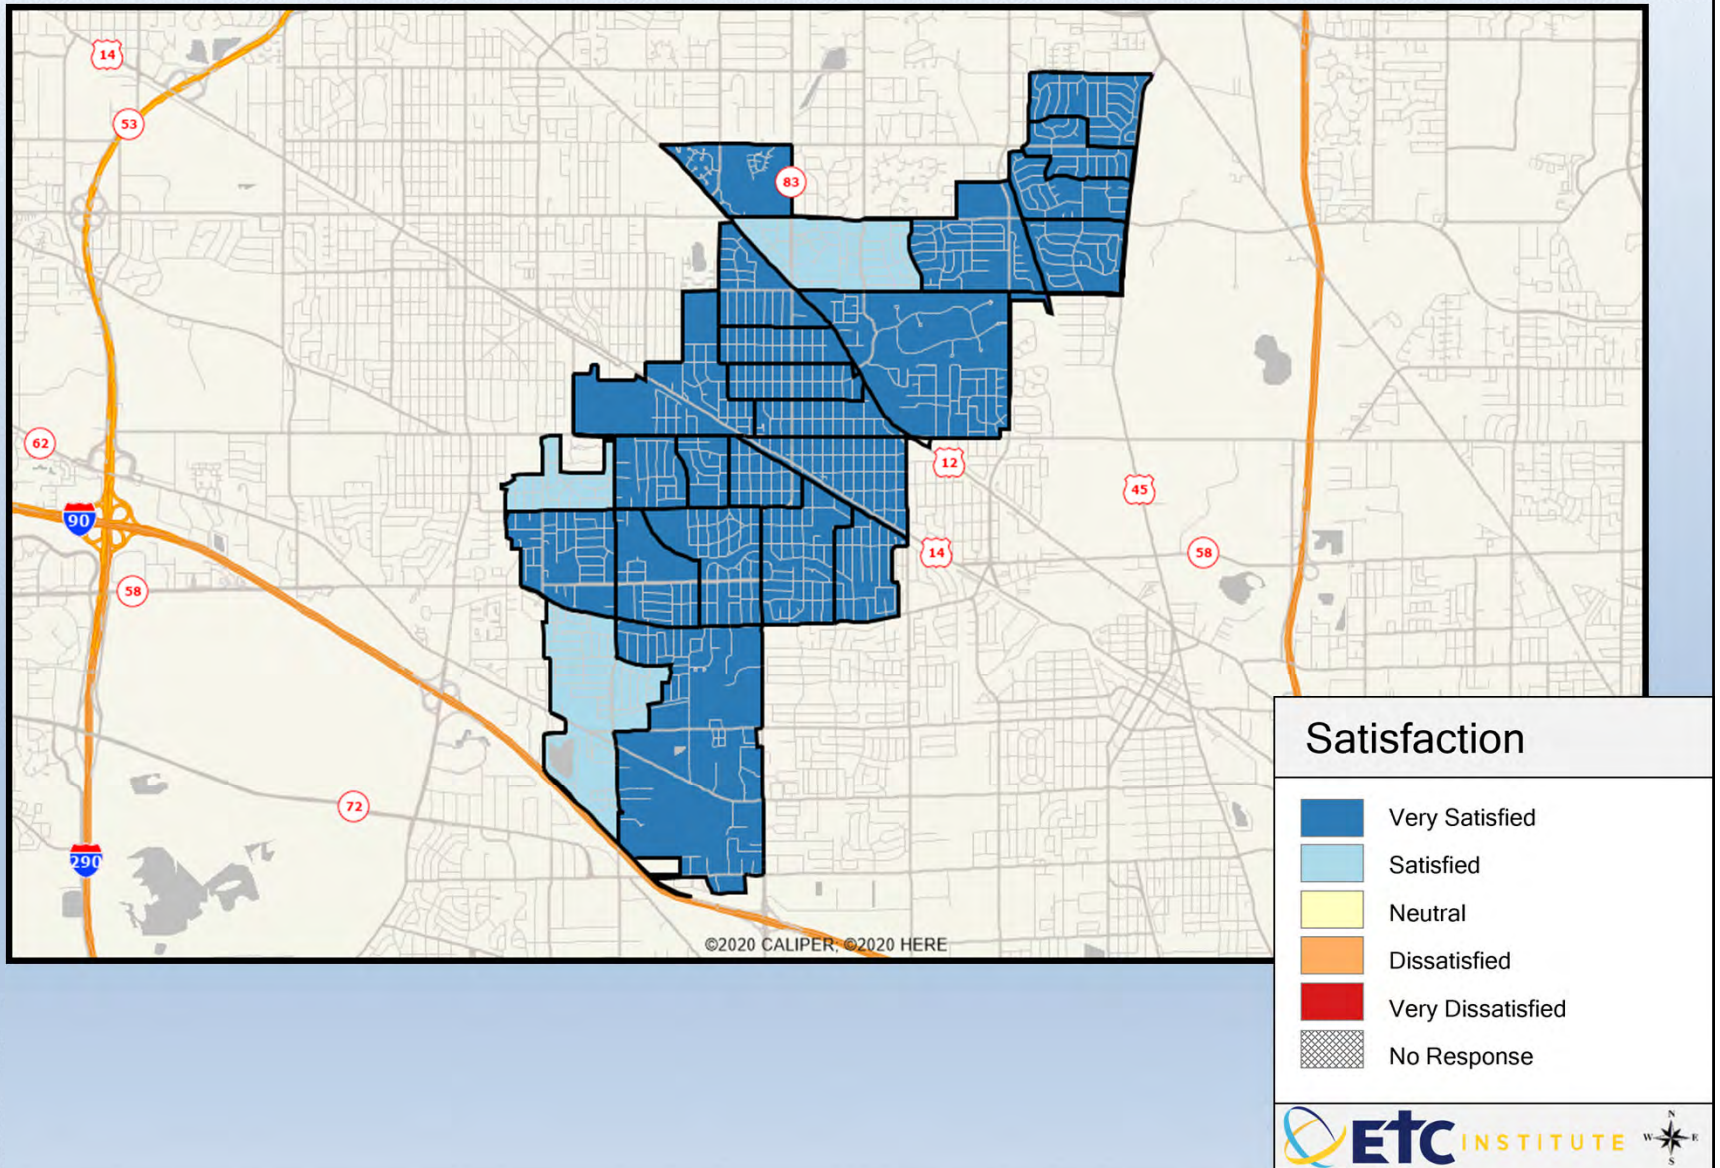 14
53
83
62
12
45
90
14
58
58
72
290
©2020 CALIPER; ©2020 HERE
Satisfaction
Very Satisfied
Satisfied
Neutral
Dissatisfied
Very Dissatisfied
No Response
ETC INSTITUTE
N
W E
S